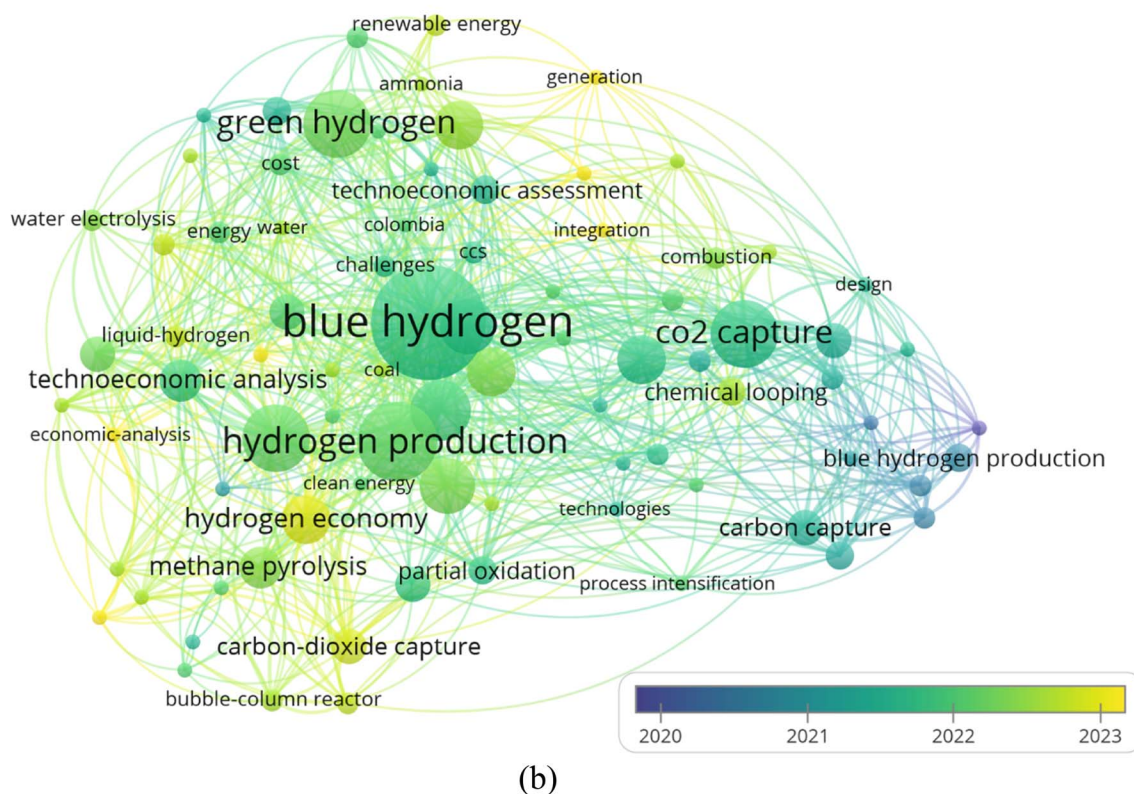 renewable energy
generation
ammonia
green hydrogen
cost
technoeconomic assessment
water electrolysis
energy
water
colombia
integration
ccs
combustion
challenges
design
blue hydrogen
co2 capture
liquid-hydrogen
coal
technoeconomic analysis
chemical looping
economic-analysis
hydrogen production
blue hydrogen production
clean energy
technologies
hydrogen economy
carbon capture
methane pyrolysis
partial oxidation
process intensification
carbon-dioxide capture
bubble-column reactor
2020
2021
2022
2023
(b)